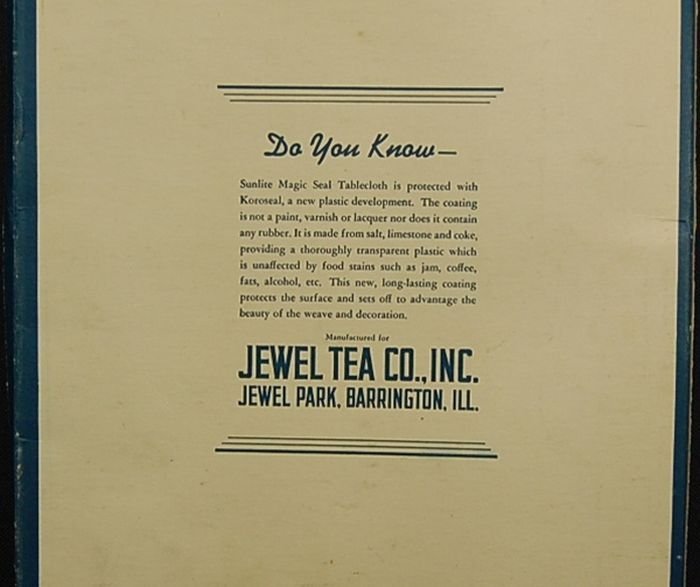 Do You Know—
Sunlite Magic Seal Tablecloth is protected with
Koroseal, a new plastic development. The coating
is not a paint, varnish or lacquer nor does it contain
any rubber. It is made from salt, limestone and coke,
providing a thoroughly transparent plastic which
is unaffected by food stains such as jam, coffee,
fats, alcohol, etc. This new, long-lasting coating
protects the surface and sets off to advantage the
beauty of the weave and decoration.
Manufactured for
JEWEL TEA CO., INC.
JEWEL PARK, BARRINGTON, ILL.